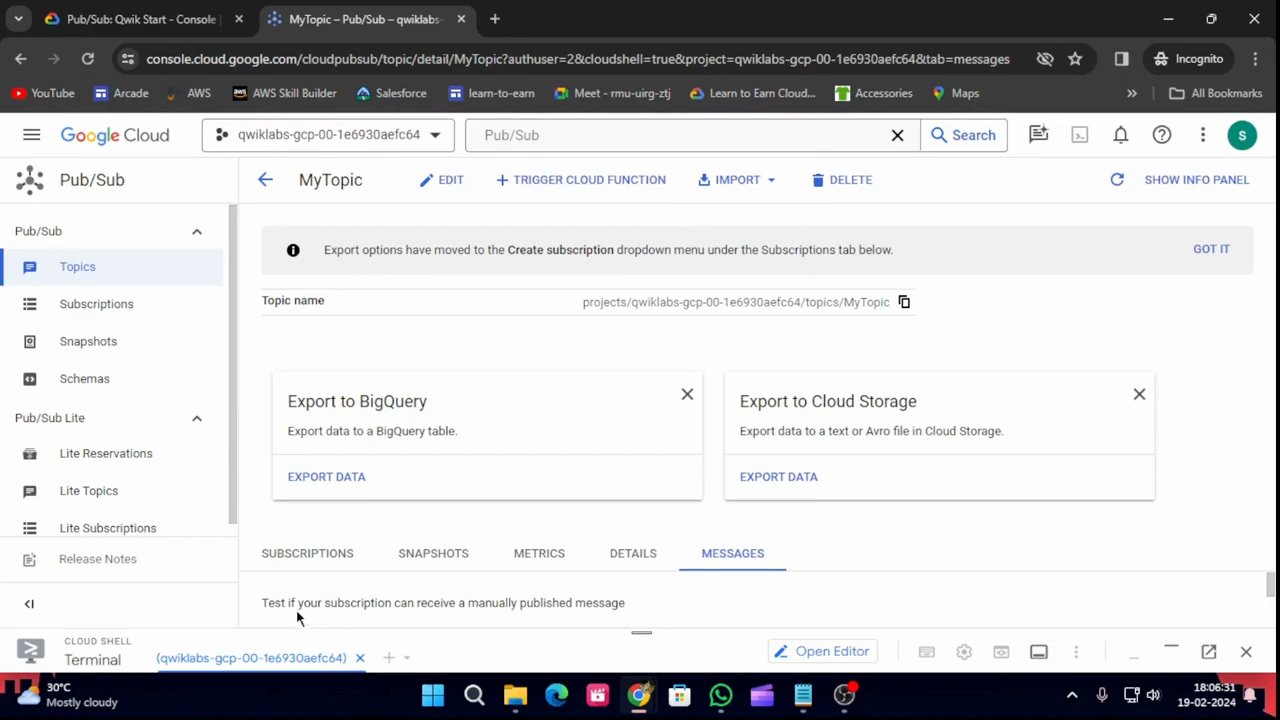 Pub/Sub: Qwik Start - Console
MyTopic – Pub/Sub – qwiklabs-
console.cloud.google.com/cloudpubsub/topic/detail/MyTopic?authuser=2&cloudshell=true&project=qwiklabs-gcp-00-1e6930aefc64&tab=messages
Incognito
YouTube
Arcade
AWS
AWS Skill Builder
Salesforce
learn-to-earn
Meet - rmu-uirg-ztj
Learn to Earn Cloud...
Accessories
Maps
All Bookmarks
Google Cloud
qwiklabs-gcp-00-1e6930aefc64
Pub/Sub
Search
S
Pub/Sub
MyTopic
EDIT
TRIGGER CLOUD FUNCTION
IMPORT
DELETE
SHOW INFO PANEL
Pub/Sub
Topics
Subscriptions
Snapshots
Schemas
Pub/Sub Lite
Lite Reservations
Lite Topics
Lite Subscriptions
Release Notes
Export options have moved to the Create subscription dropdown menu under the Subscriptions tab below.
GOT IT
Topic name
projects/qwiklabs-gcp-00-1e6930aefc64/topics/MyTopic
Export to BigQuery
Export data to a BigQuery table.
EXPORT DATA
Export to Cloud Storage
Export data to a text or Avro file in Cloud Storage.
EXPORT DATA
SUBSCRIPTIONS
SNAPSHOTS
METRICS
DETAILS
MESSAGES
Test if your subscription can receive a manually published message
CLOUD SHELL
Terminal
(qwiklabs-gcp-00-1e6930aefc64)
Open Editor
30°C
Mostly cloudy
18:06:31
19-02-2024